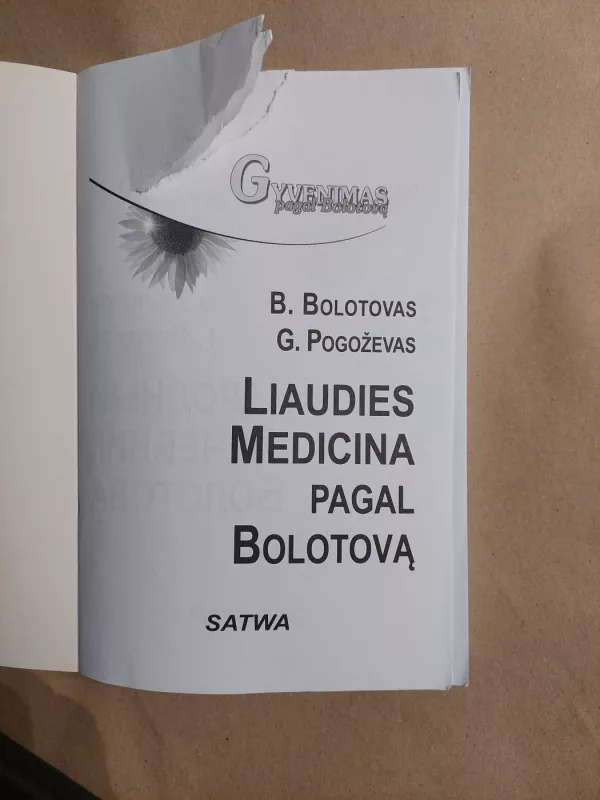 GYVENIMAS
pagal Bolotovą
B. BOLOTOVAS
G. POGOŽEVAS
LIAUDIES
MEDICINA
PAGAL
BOLOTOVĄ
SATWA